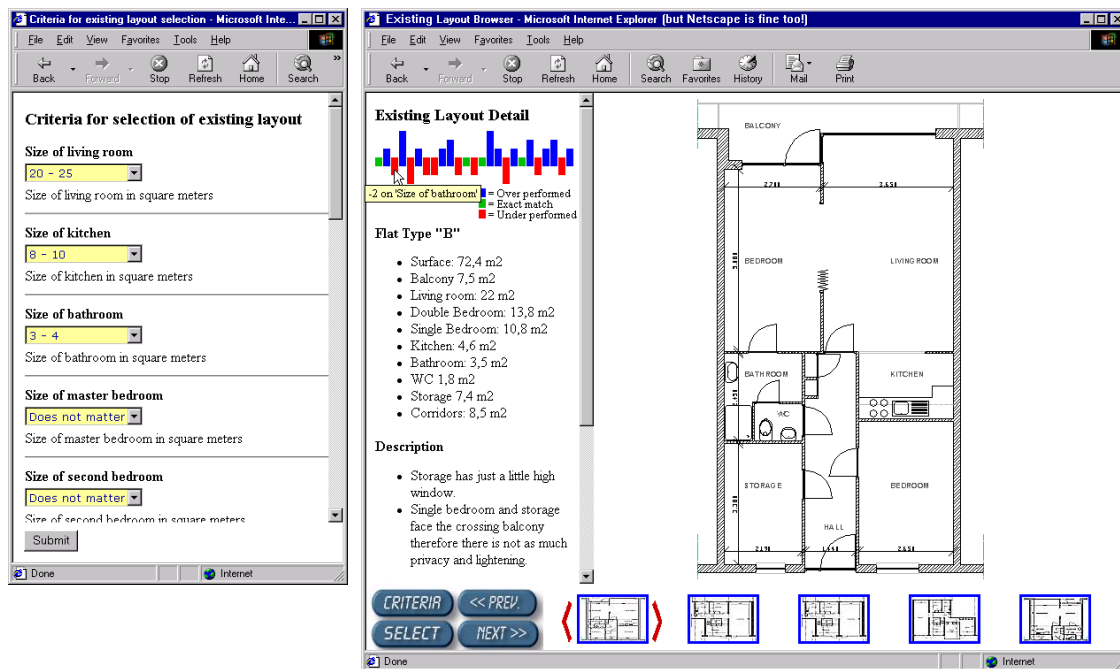 Criteria for existing layout selection - Microsoft Inte...
File Edit View Favorites Tools Help
Back Forward Stop Refresh Home Search »
Criteria for selection of existing layout
Size of living room
20 - 25
Size of living room in square meters
Size of kitchen
8 - 10
Size of kitchen in square meters
Size of bathroom
3 - 4
Size of bathroom in square meters
Size of master bedroom
Does not matter
Size of master bedroom in square meters
Size of second bedroom
Does not matter
Size of second bedroom in square meters
Submit
Done Internet
Existing Layout Browser - Microsoft Internet Explorer (but Netscape is fine too!)
File Edit View Favorites Tools Help
Back Forward Stop Refresh Home Search Favorites History Mail Print
Existing Layout Detail
-2 on 'Size of bathroom'
= Over performed
= Exact match
= Under performed
Flat Type "B"
• Surface: 72,4 m2
• Balcony 7,5 m2
• Living room: 22 m2
• Double Bedroom: 13,8 m2
• Single Bedroom: 10,8 m2
• Kitchen: 4,6 m2
• Bathroom: 3,5 m2
• WC 1,8 m2
• Storage 7,4 m2
• Corridors: 8,5 m2
Description
• Storage has just a little high
window.
• Single bedroom and storage
face the crossing balcony
therefore there is not as much
privacy and lightening.
BALCONY
BEDROOM
LIVING ROOM
BATHROOM
KITCHEN
WC
STORAGE
BEDROOM
HALL
CRITERIA
<< PREV.
SELECT
NEXT >>
Done Internet